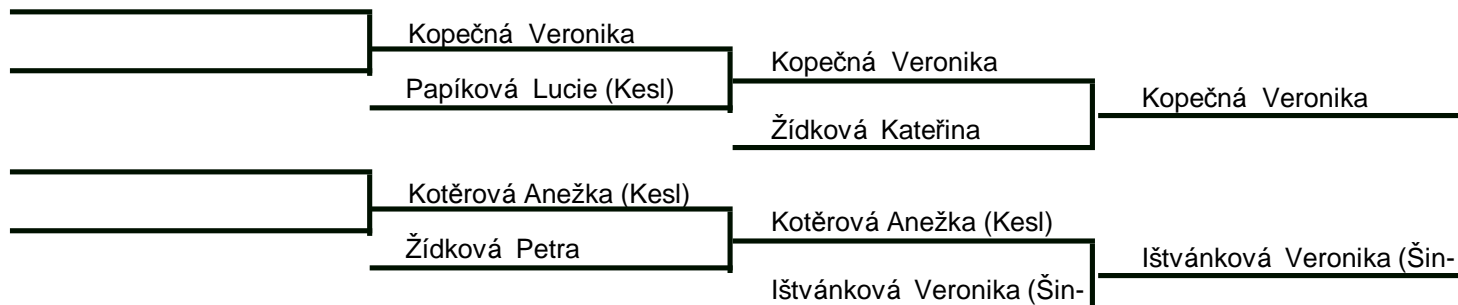 Kopečná Veronika
Papíková Lucie (Kesl)
Kopečná Veronika
Žídková Kateřina
Kopečná Veronika
Kotěrová Anežka (Kesl)
Žídková Petra
Kotěrová Anežka (Kesl)
Ištvánková Veronika (Šin-
Ištvánková Veronika (Šin-